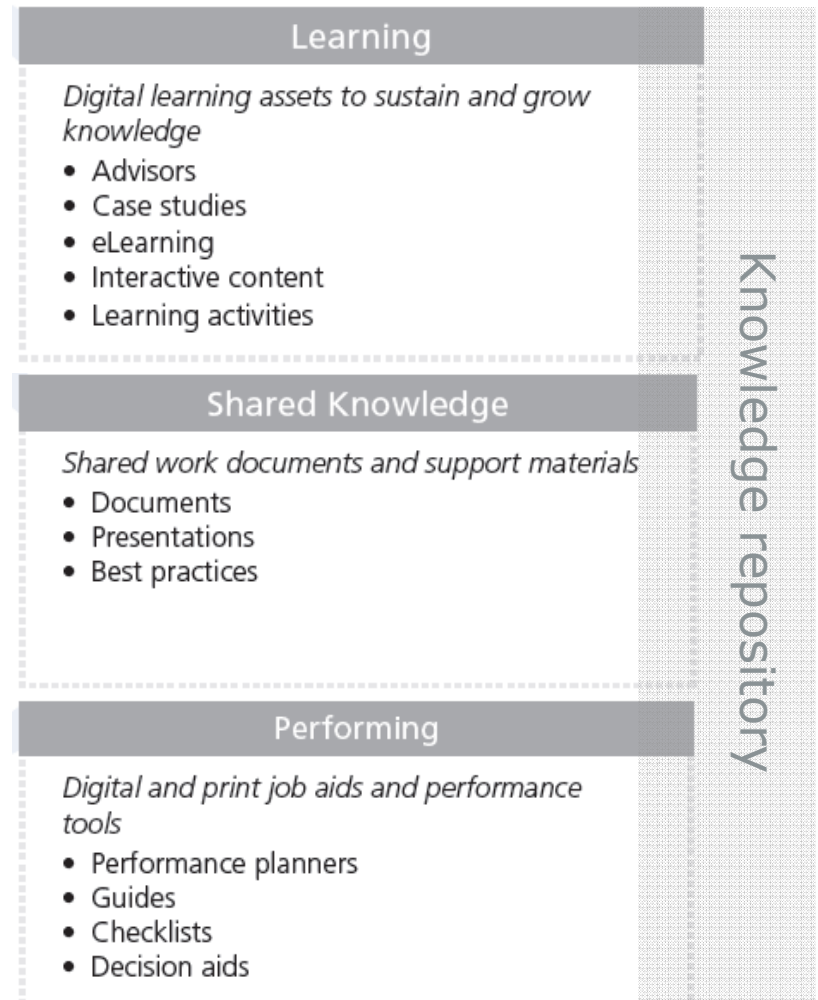 Learning
Digital learning assets to sustain and grow
knowledge
• Advisors
• Case studies
• eLearning
• Interactive content
• Learning activities
Shared Knowledge
Shared work documents and support materials
• Documents
• Presentations
• Best practices
Performing
Digital and print job aids and performance
tools
• Performance planners
• Guides
• Checklists
• Decision aids
Knowledge repository